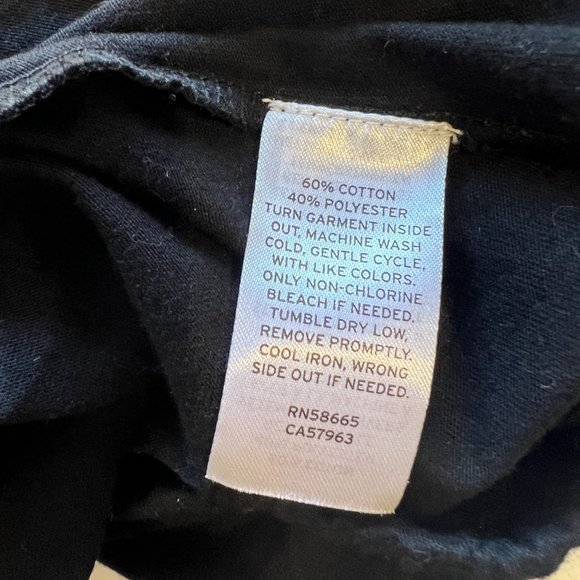 60% COTTON
40% POLYESTER
TURN GARMENT INSIDE
OUT, MACHINE WASH
COLD, GENTLE CYCLE,
WITH LIKE COLORS.
ONLY NON-CHLORINE
BLEACH IF NEEDED.
TUMBLE DRY LOW,
REMOVE PROMPTLY.
COOL IRON, WRONG
SIDE OUT IF NEEDED.
RN58665
CA57963